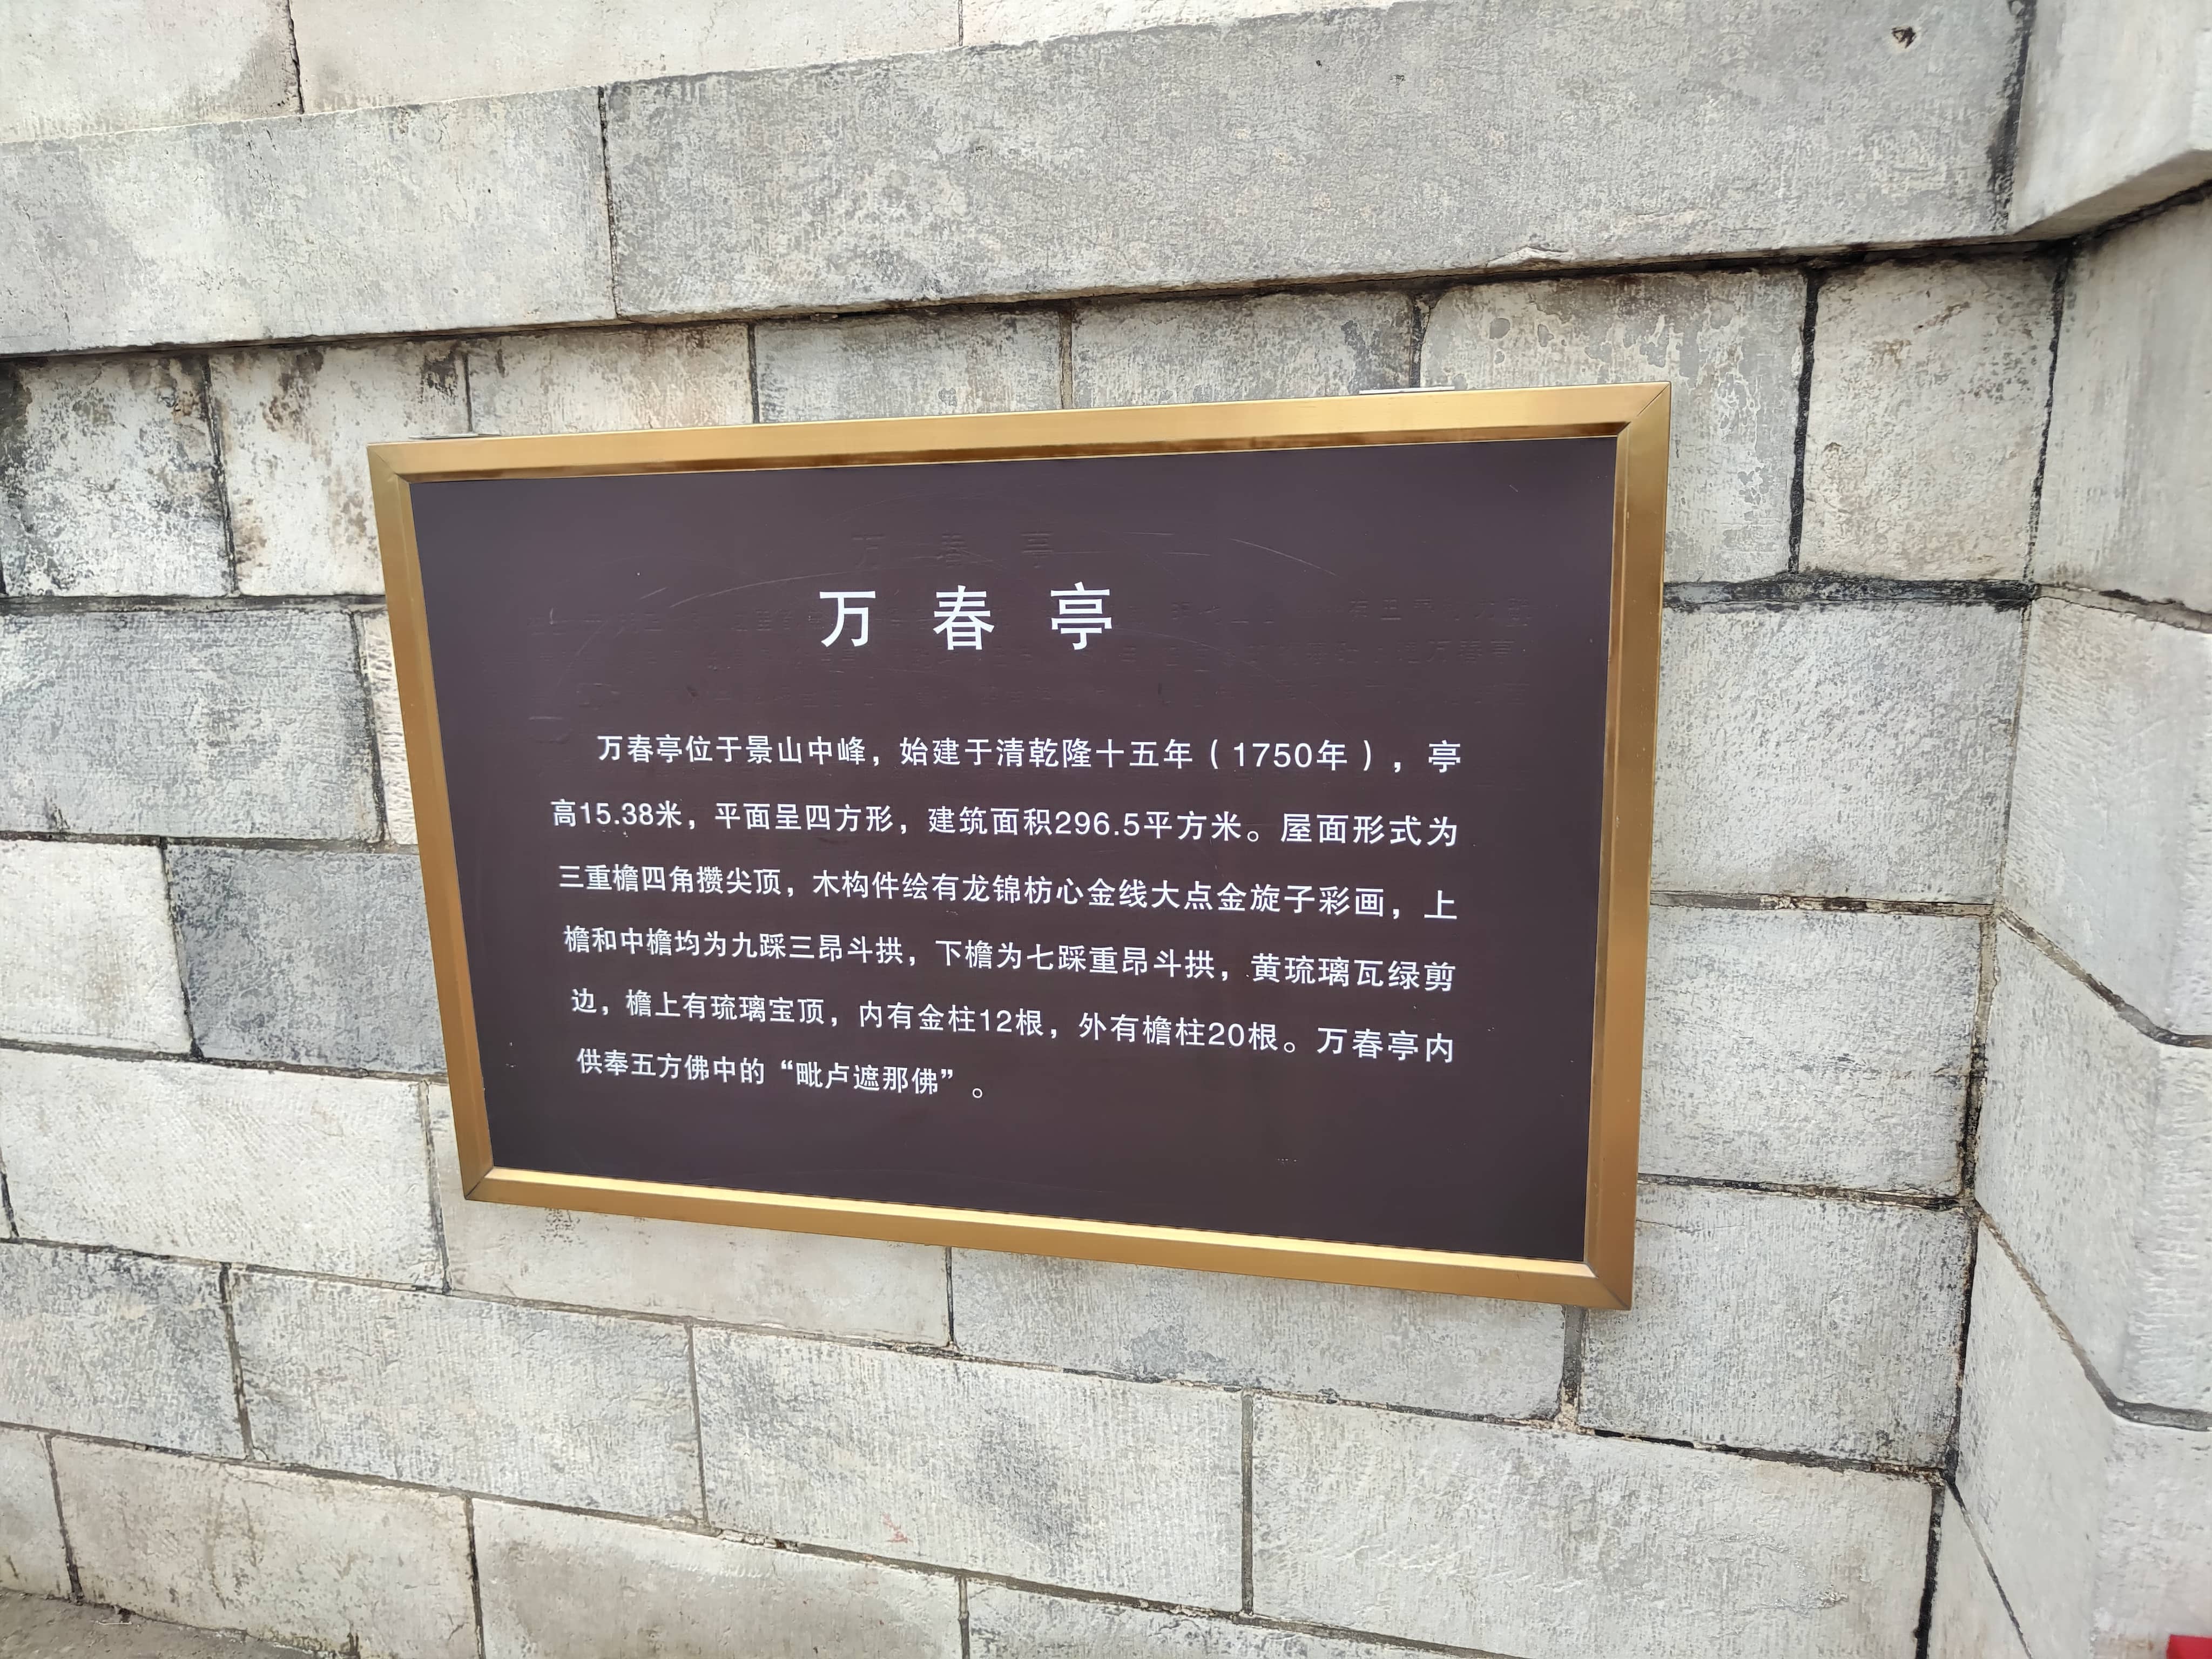 万春亭
万春亭位于景山中峰，始建于清乾隆十五年（1750年），亭
高15.38米，平面呈四方形，建筑面积296.5平方米。屋面形式为
三重檐四角攒尖顶，木构件绘有龙锦枋心金线大点金旋子彩画，上
檐和中檐均为九踩三昂斗拱，下檐为七踩重昂斗拱，黄琉璃瓦绿剪
边，檐上有琉璃宝顶，内有金柱12根，外有檐柱20根。万春亭内
供奉五方佛中的“毗卢遮那佛”。